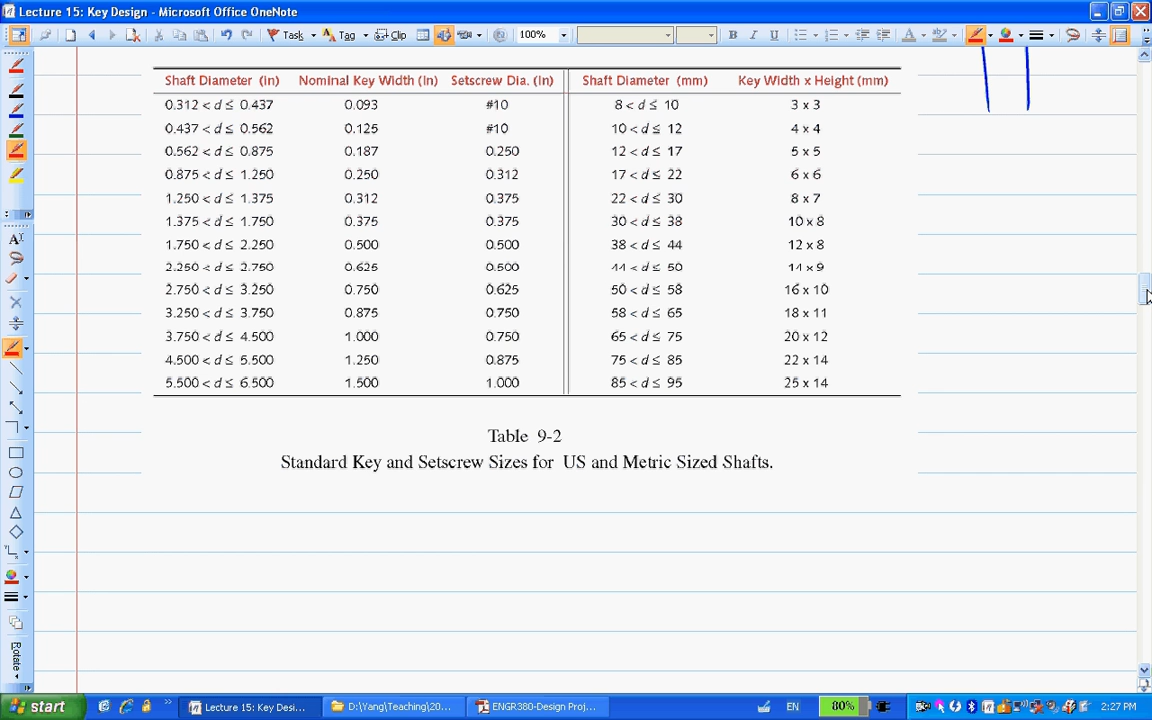 Lecture 15: Key Design - Microsoft Office OneNote
Task Tag Clip 100% B I U
Shaft Diameter (in) Nominal Key Width (in) Setscrew Dia. (in) Shaft Diameter (mm) Key Width x Height (mm)
0.312 < d ≤ 0.437 0.093 #10 8 < d ≤ 10 3 x 3
0.437 < d ≤ 0.562 0.125 #10 10 < d ≤ 12 4 x 4
0.562 < d ≤ 0.875 0.187 0.250 12 < d ≤ 17 5 x 5
0.875 < d ≤ 1.250 0.250 0.312 17 < d ≤ 22 6 x 6
1.250 < d ≤ 1.375 0.312 0.375 22 < d ≤ 30 8 x 7
1.375 < d ≤ 1.750 0.375 0.375 30 < d ≤ 38 10 x 8
1.750 < d ≤ 2.250 0.500 0.500 38 < d ≤ 44 12 x 8
2.250 < d ≤ 2.750 0.625 0.500 44 < d ≤ 50 14 x 9
2.750 < d ≤ 3.250 0.750 0.625 50 < d ≤ 58 16 x 10
3.250 < d ≤ 3.750 0.875 0.750 58 < d ≤ 65 18 x 11
3.750 < d ≤ 4.500 1.000 0.750 65 < d ≤ 75 20 x 12
4.500 < d ≤ 5.500 1.250 0.875 75 < d ≤ 85 22 x 14
5.500 < d ≤ 6.500 1.500 1.000 85 < d ≤ 95 25 x 14
Table 9-2
Standard Key and Setscrew Sizes for US and Metric Sized Shafts.
Rotate
start Lecture 15: Key Desi... D:\Yang\Teaching\20... ENGR380-Design Proj... EN 80% 2:27 PM